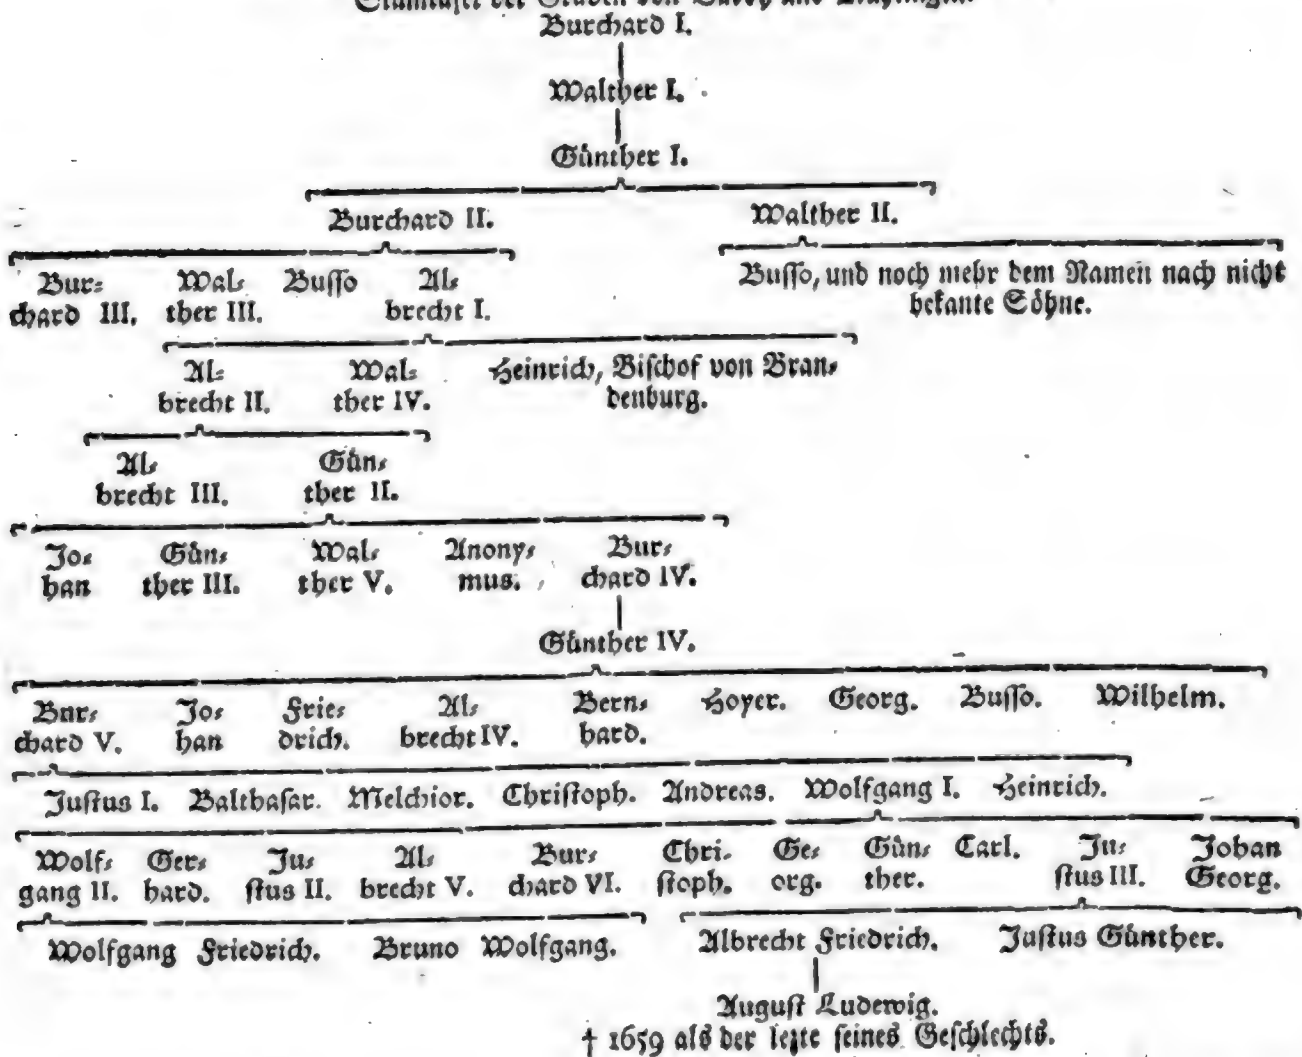 Burchard I.
Walther I.
Günther I.
Burchard II. Walther II.
Bur= Wal= Busso Al=
chard III. ther III. brecht I.
Busso, und noch mehr dem Namen nach nicht
bekante Söhne.
Al= Wal= Heinrich, Bischof von Bran=
brecht II. ther IV. denburg.
Al= Gün=
brecht III. ther II.
Jo= Gün= Wal= Anony= Bur=
han ther III. ther V. mus. chard IV.
Günther IV.
Bur= Jo= Frie= Al= Bern= Hoyer. Georg. Busso. Wilhelm.
chard V. han drich. brecht IV. hard.
Justus I. Balthasar. Melchior. Christoph. Andreas. Wolfgang I. Heinrich.
Wolf= Ger= Ju= Al= Bur= Chri= Ge= Gün= Carl. Ju= Johan
gang II. hard. stus II. brecht V. chard VI. stoph. org. ther. stus III. Georg.
Wolfgang Friedrich. Bruno Wolfgang. Albrecht Friedrich. Justus Günther.
August Ludewig.
† 1659 als der lezte seines Geschlechts.